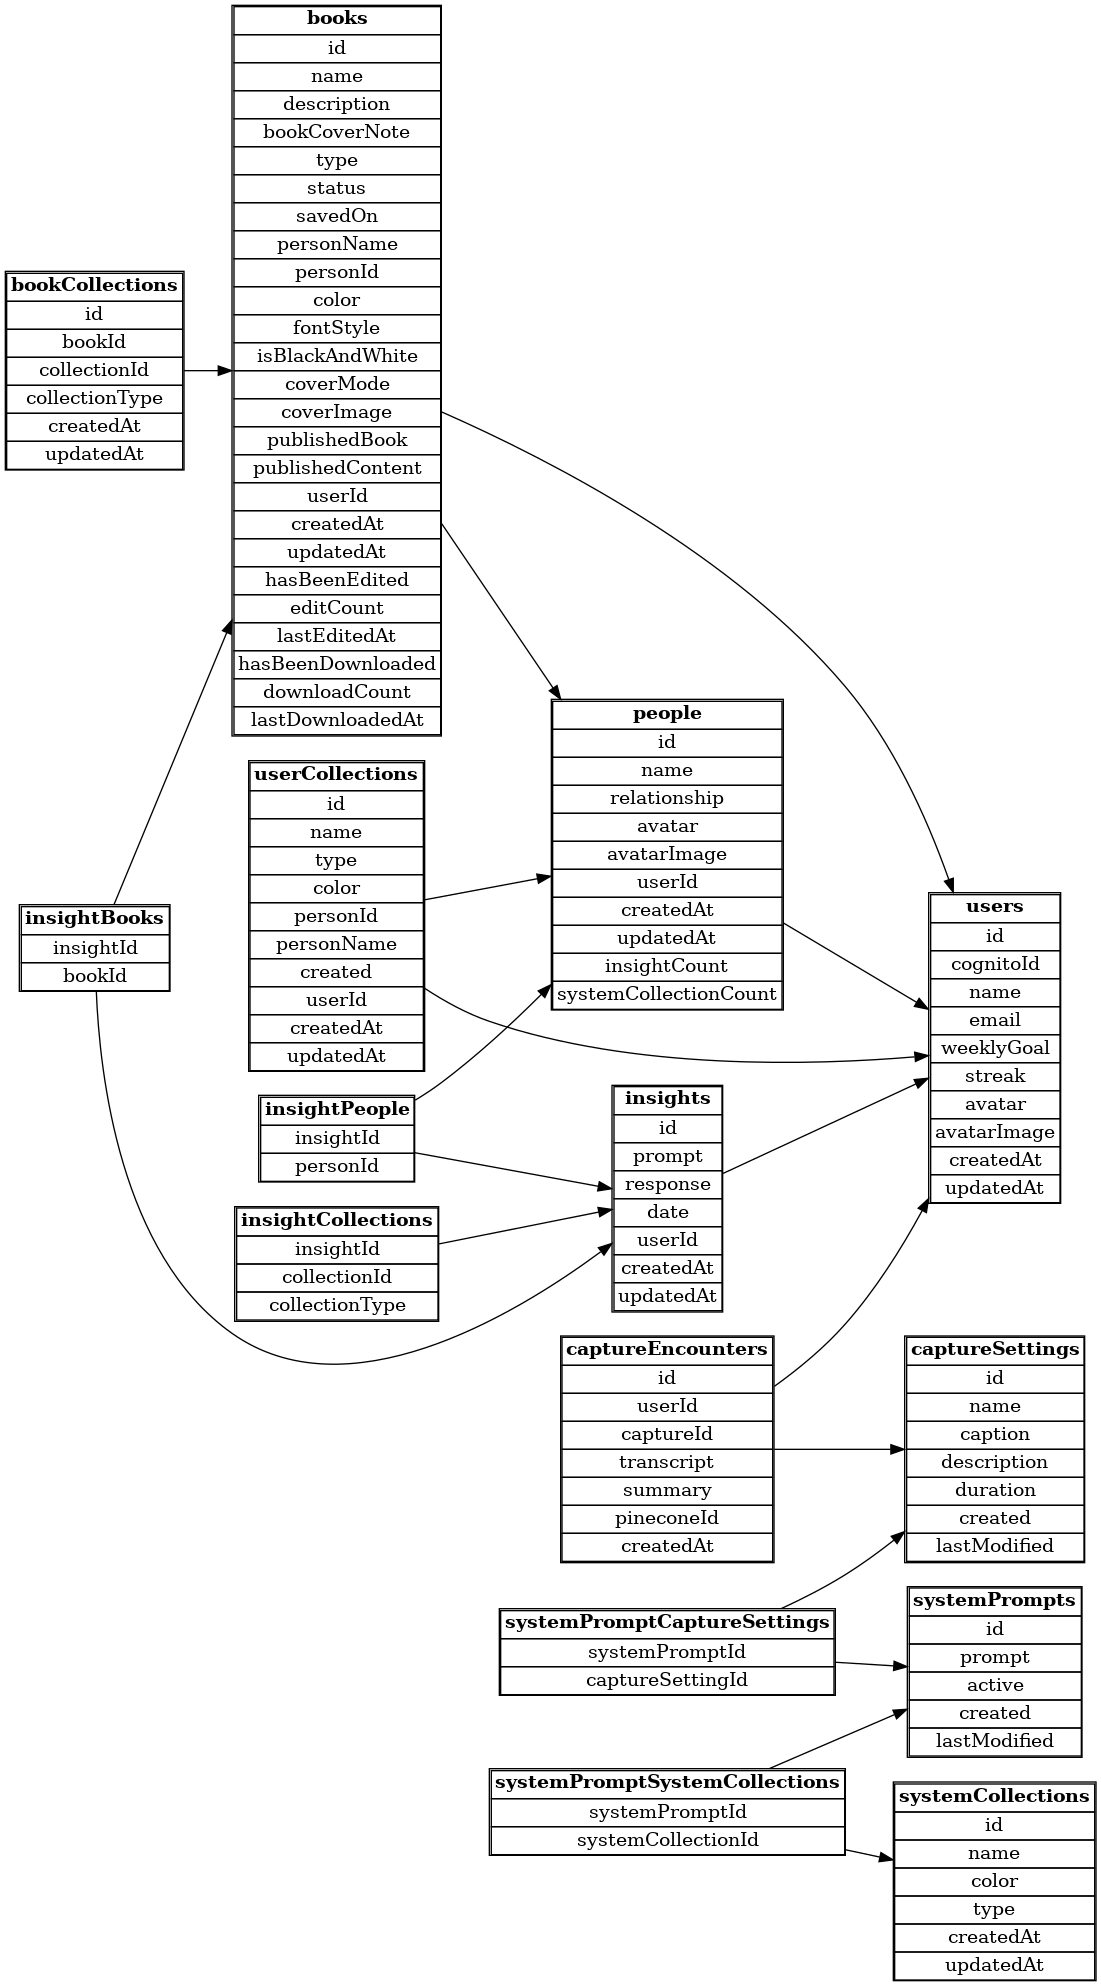 books
id
name
description
bookCoverNote
type
status
savedOn
personName
personId
color
fontStyle
isBlackAndWhite
coverMode
coverImage
publishedBook
publishedContent
userId
createdAt
updatedAt
hasBeenEdited
editCount
lastEditedAt
hasBeenDownloaded
downloadCount
lastDownloadedAt
bookCollections
id
bookId
collectionId
collectionType
createdAt
updatedAt
people
id
name
relationship
avatar
avatarImage
userId
createdAt
updatedAt
insightCount
systemCollectionCount
userCollections
id
name
type
color
personId
personName
created
userId
createdAt
updatedAt
insightBooks
insightId
bookId
users
id
cognitoId
name
email
weeklyGoal
streak
avatar
avatarImage
createdAt
updatedAt
insightPeople
insightId
personId
insights
id
prompt
response
date
userId
createdAt
updatedAt
insightCollections
insightId
collectionId
collectionType
captureEncounters
id
userId
captureId
transcript
summary
pineconeId
createdAt
captureSettings
id
name
caption
description
duration
created
lastModified
systemPromptCaptureSettings
systemPromptId
captureSettingId
systemPrompts
id
prompt
active
created
lastModified
systemPromptSystemCollections
systemPromptId
systemCollectionId
systemCollections
id
name
color
type
createdAt
updatedAt